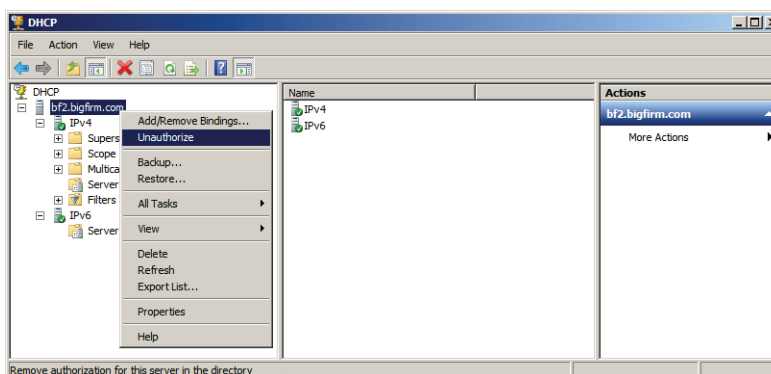 DHCP
File Action View Help
DHCP
bf2.bigfirm.com
IPv4
Supers
Scope
Multica
Server
Filters
IPv6
Server
Add/Remove Bindings...
Unauthorize
Backup...
Restore...
All Tasks
View
Delete
Refresh
Export List...
Properties
Help
Name
IPv4
IPv6
Actions
bf2.bigfirm.com
More Actions
Remove authorization for this server in the directory